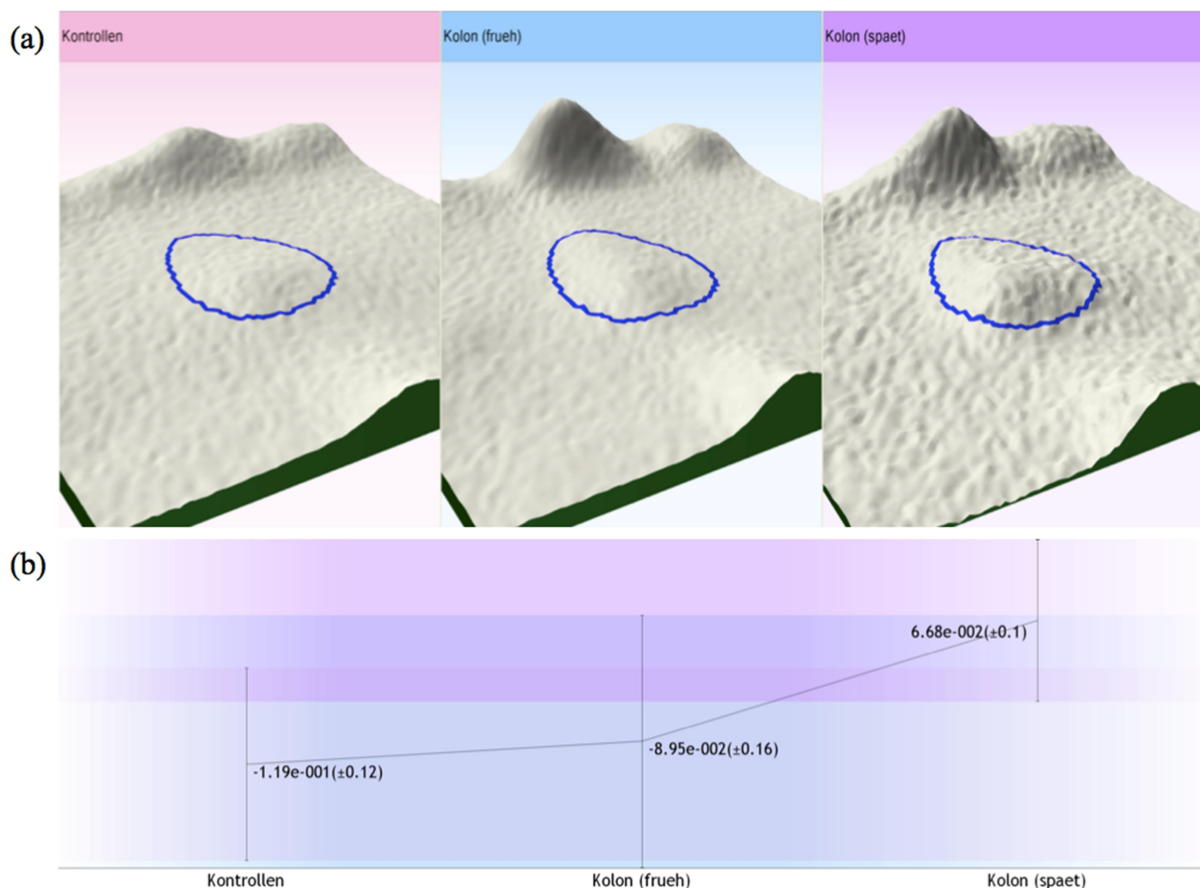 (a)
Kontrollen
Kolon (frueh)
Kolon (spaet)
(b)
6.68e-002(±0.1)
-8.95e-002(±0.16)
-1.19e-001(±0.12)
Kontrollen
Kolon (frueh)
Kolon (spaet)